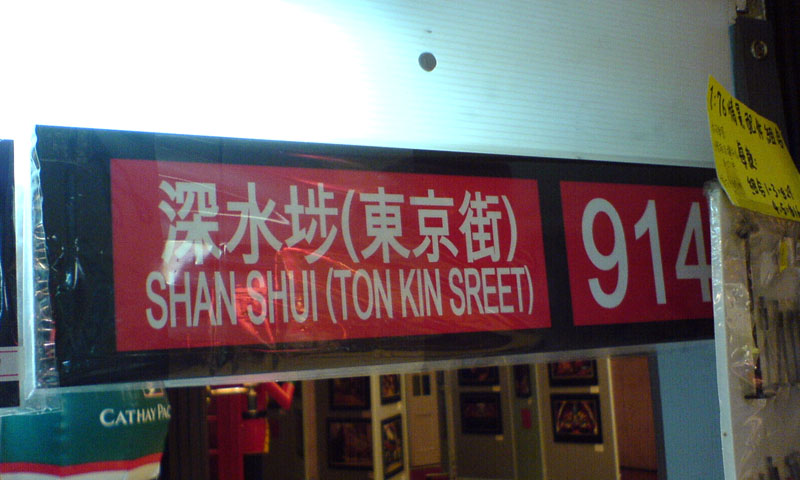 深水埗(東京街)
SHAN SHUI (TON KIN SREET)
914
CATHAY PAC